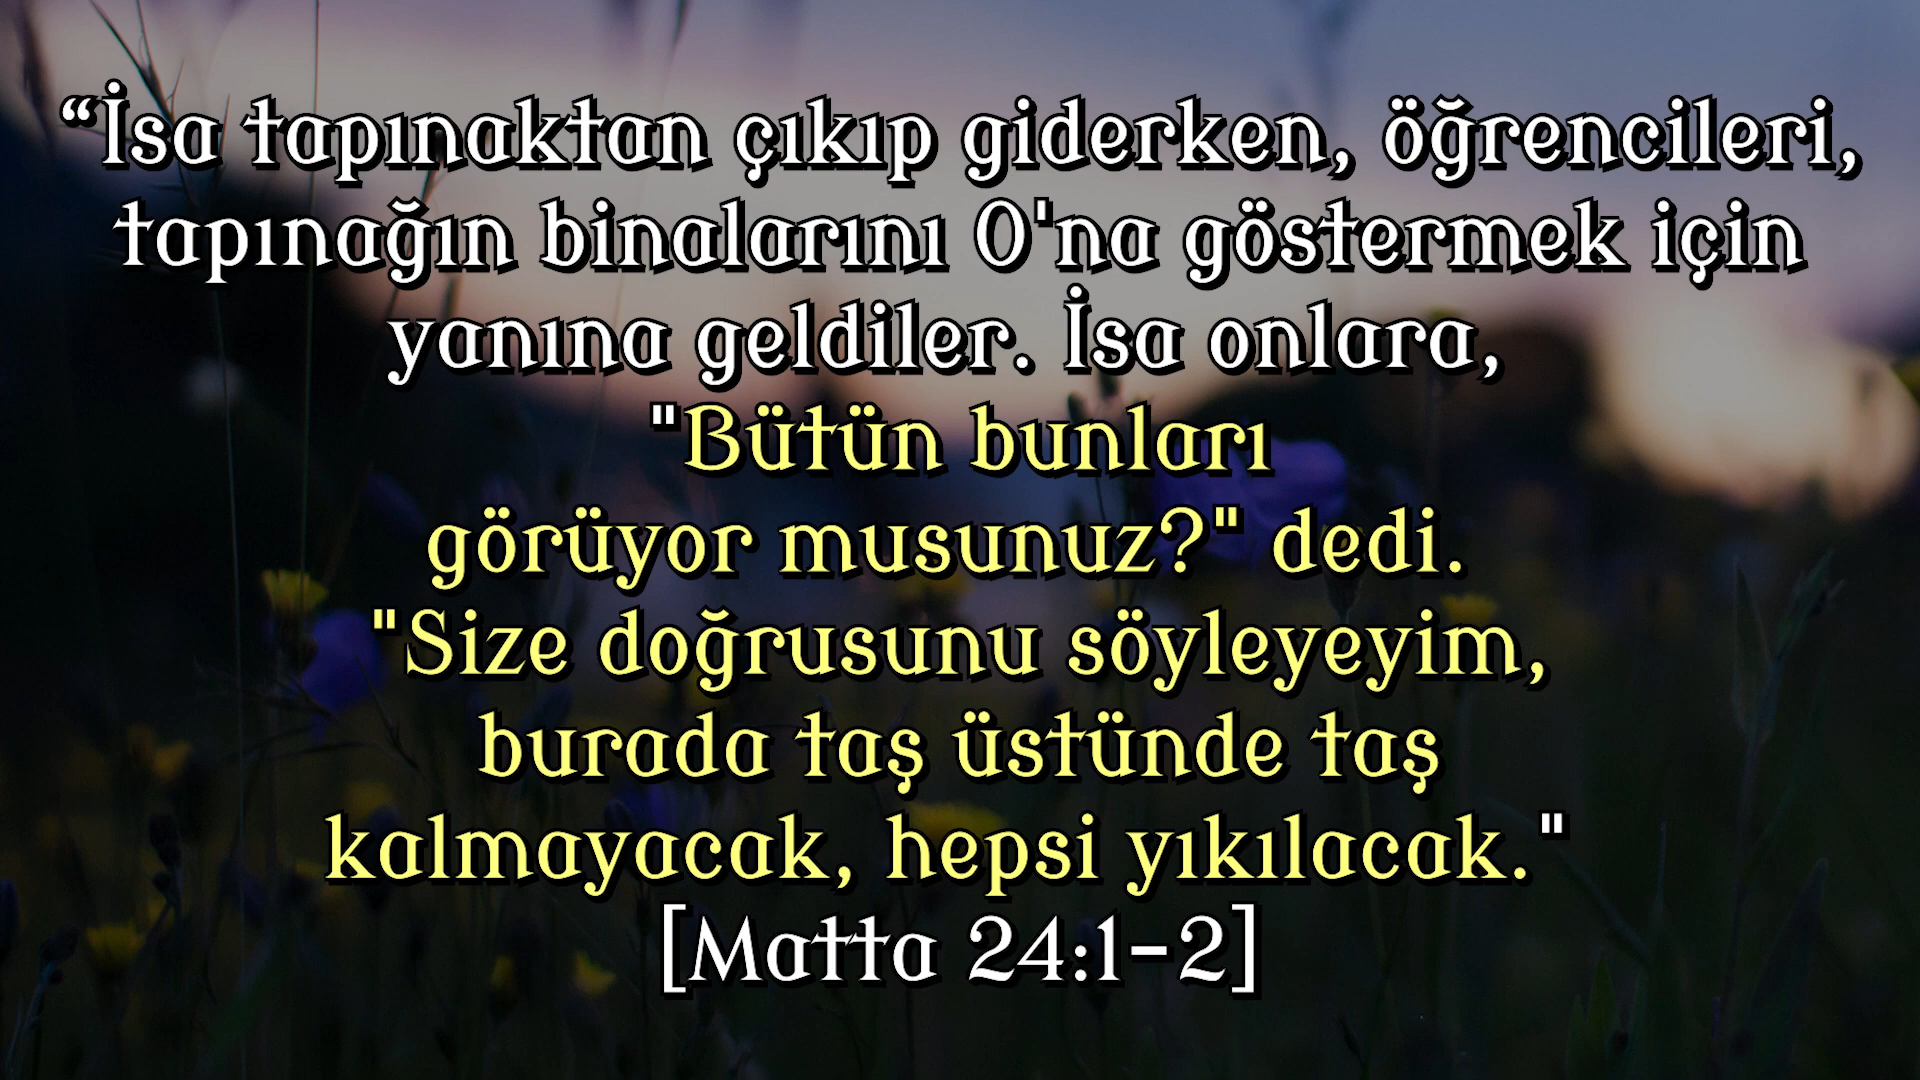 “İsa tapınaktan çıkıp giderken, öğrencileri,
tapınağın binalarını O'na göstermek için
yanına geldiler. İsa onlara,
"Bütün bunları
görüyor musunuz?" dedi.
"Size doğrusunu söyleyeyim,
burada taş üstünde taş
kalmayacak, hepsi yıkılacak."
[Matta 24:1-2]